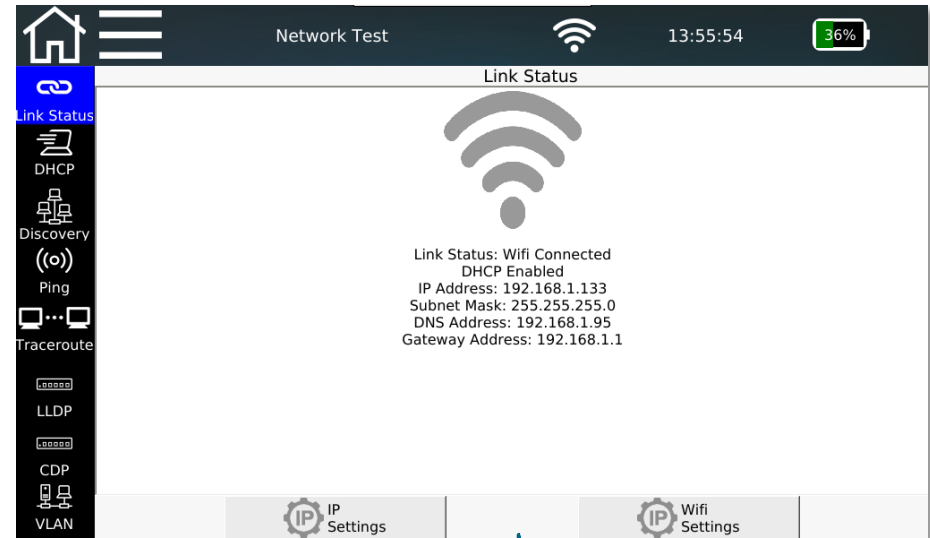 Network Test
13:55:54
36%
Link Status
Link Status
DHCP
Discovery
Ping
Traceroute
LLDP
CDP
VLAN
Link Status: Wifi Connected
DHCP Enabled
IP Address: 192.168.1.133
Subnet Mask: 255.255.255.0
DNS Address: 192.168.1.95
Gateway Address: 192.168.1.1
IP
IP
Settings
IP
Wifi
Settings